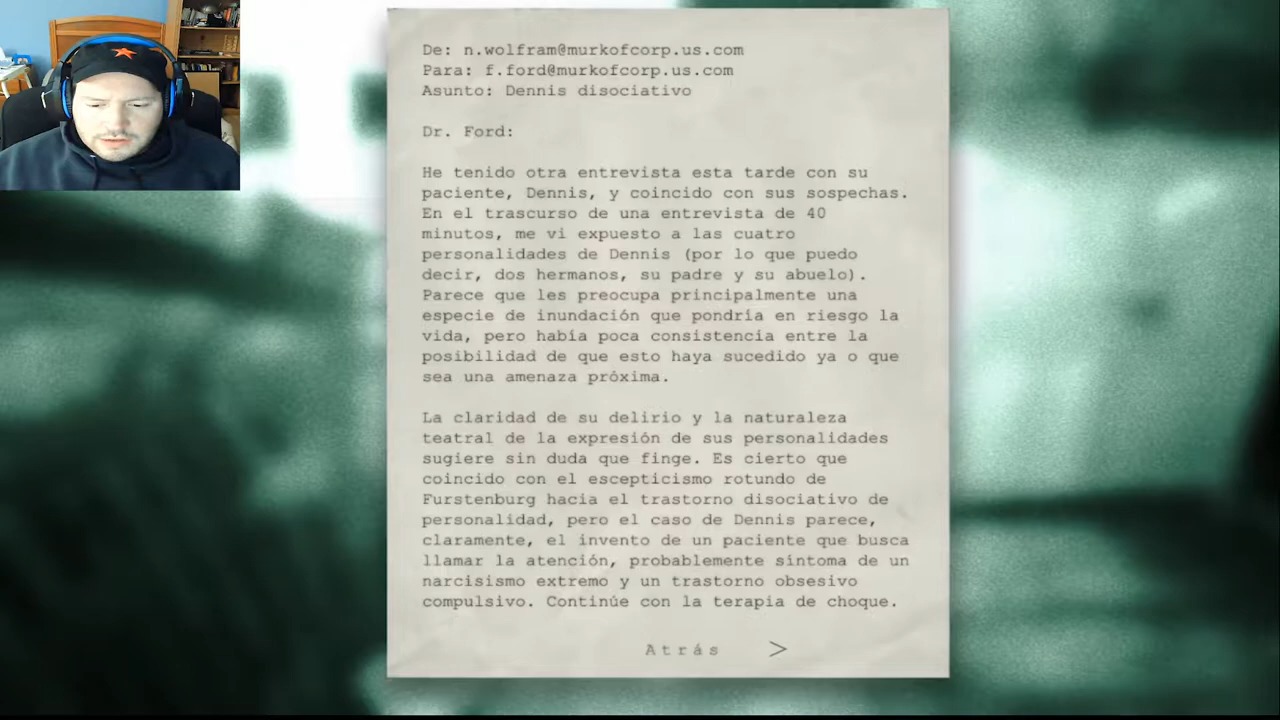 De: n.wolfram@murkofcorp.us.com
Para: f.ford@murkofcorp.us.com
Asunto: Dennis disociativo
Dr. Ford:
He tenido otra entrevista esta tarde con su
paciente, Dennis, y coincido con sus sospechas.
En el trascurso de una entrevista de 40
minutos, me vi expuesto a las cuatro
personalidades de Dennis (por lo que puedo
decir, dos hermanos, su padre y su abuelo).
Parece que les preocupa principalmente una
especie de inundación que pondría en riesgo la
vida, pero había poca consistencia entre la
posibilidad de que esto haya sucedido ya o que
sea una amenaza próxima.
La claridad de su delirio y la naturaleza
teatral de la expresión de sus personalidades
sugiere sin duda que finge. Es cierto que
coincido con el escepticismo rotundo de
Furstenburg hacia el trastorno disociativo de
personalidad, pero el caso de Dennis parece,
claramente, el invento de un paciente que busca
llamar la atención, probablemente síntoma de un
narcisismo extremo y un trastorno obsesivo
compulsivo. Continúe con la terapia de choque.
Atrás >